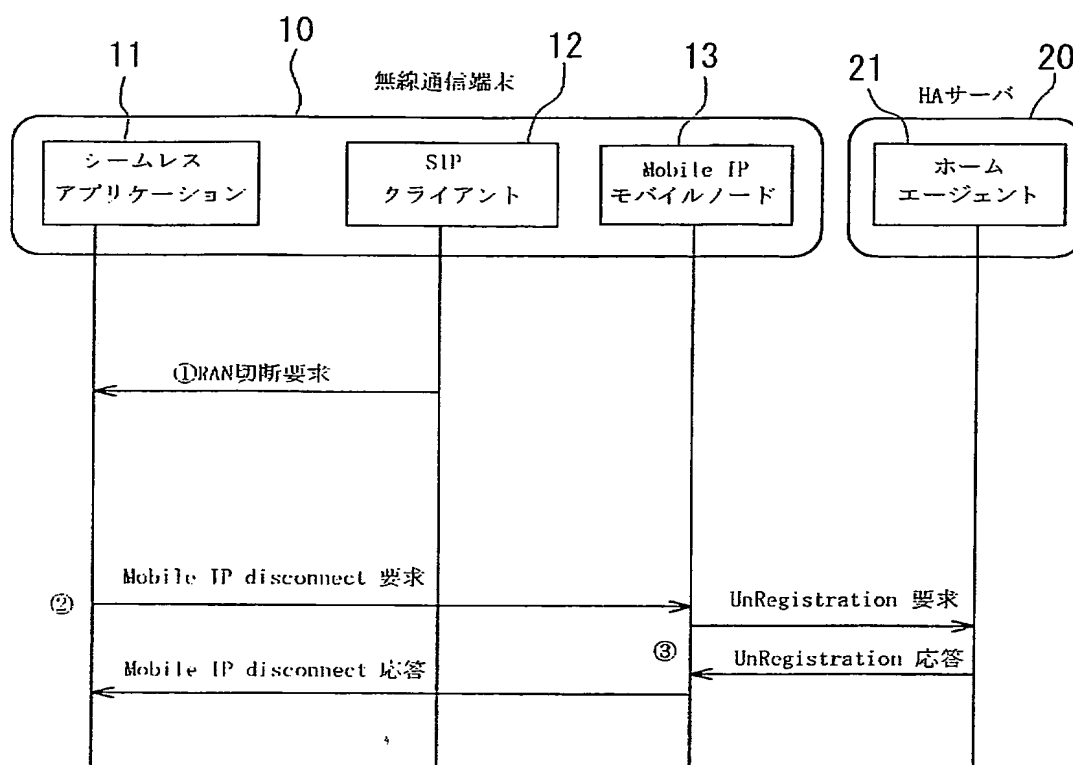 10
11
12
13
20
21
無線通信端末
HAサーバ
シームレス
アプリケーション
SIP
クライアント
Mobile IP
モバイルノード
ホーム
エージェント
①RAN切断要求
Mobile IP disconnect 要求
②
UnRegistration 要求
③
UnRegistration 応答
Mobile IP disconnect 応答